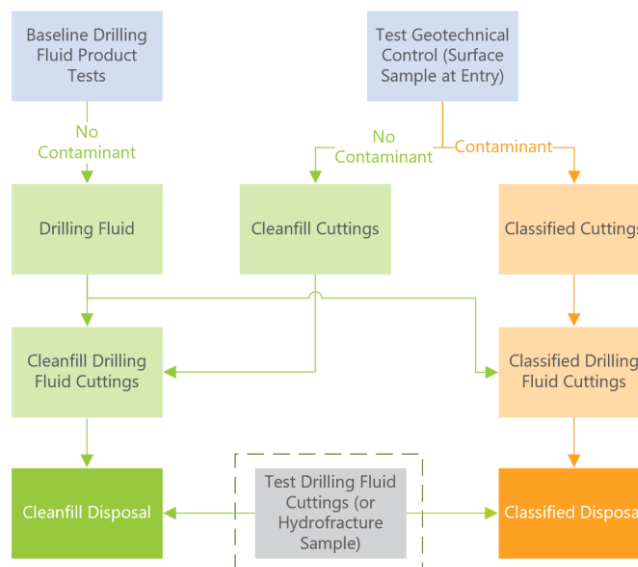 Baseline Drilling
Fluid Product
Tests
Test Geotechnical
Control (Surface
Sample at Entry)
No
Contaminant
No
Contaminant
Contaminant
Drilling Fluid
Cleanfill Cuttings
Classified Cuttings
Cleanfill Drilling
Fluid Cuttings
Classified Drilling
Fluid Cuttings
Cleanfill Disposal
Test Drilling Fluid
Cuttings (or
Hydrofracture
Sample)
Classified Disposal